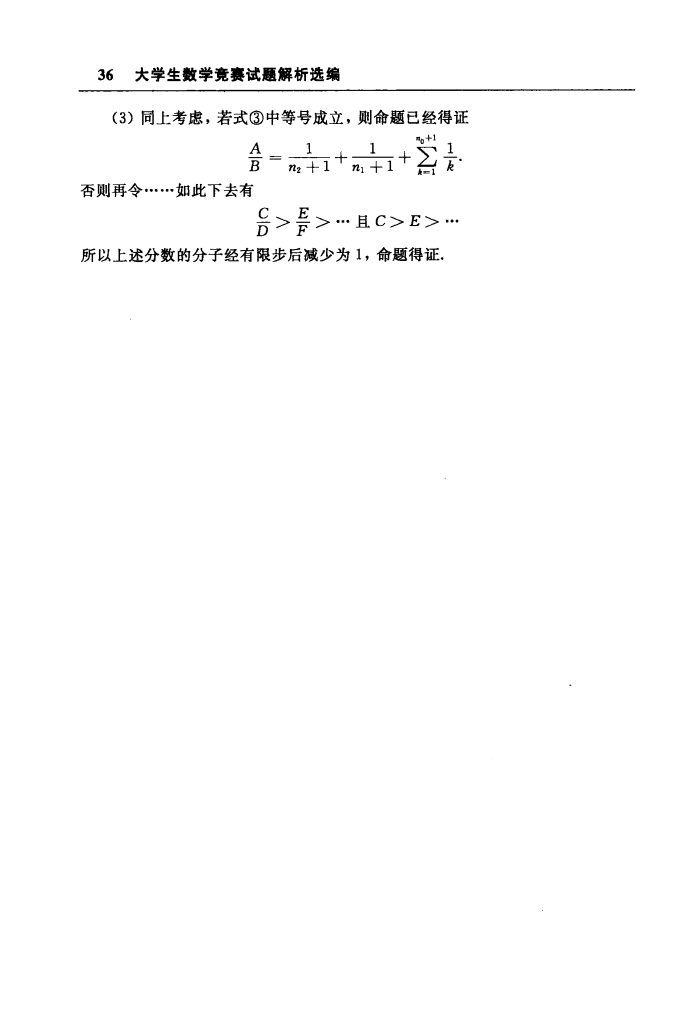 36 大学生数学竞赛试题解析选编
(3) 同上考虑，若式③中等号成立，则命题已经得证
$$\frac{A}{B} = \frac{1}{n_2+1} + \frac{1}{n_1+1} + \sum_{k=1}^{n_0+1} \frac{1}{k}.$$
否则再令……如此下去有
$$\frac{C}{D} > \frac{E}{F} > \cdots 且 C > E > \cdots$$
所以上述分数的分子经有限步后减少为 1，命题得证.